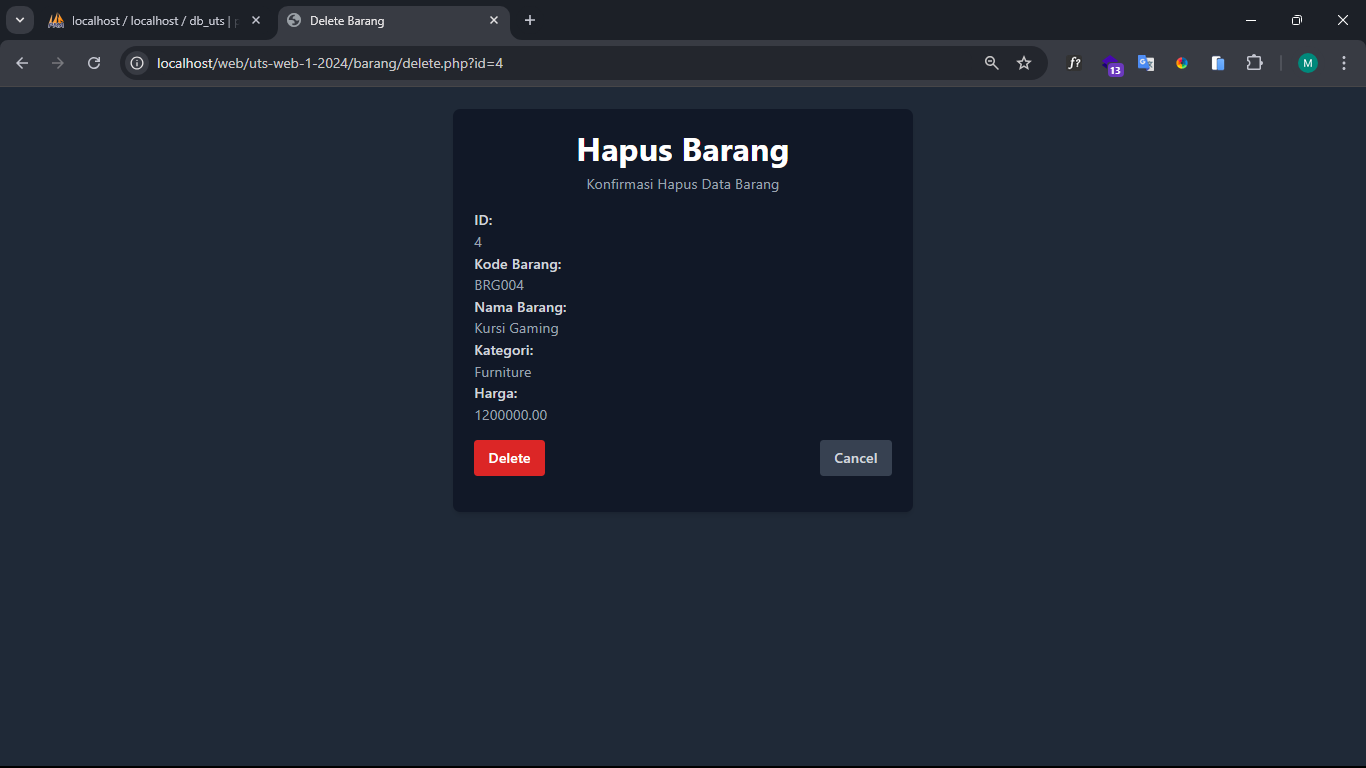 localhost / localhost / db_uts |
Delete Barang
localhost/web/uts-web-1-2024/barang/delete.php?id=4
f?
13
M
Hapus Barang
Konfirmasi Hapus Data Barang
ID:
4
Kode Barang:
BRG004
Nama Barang:
Kursi Gaming
Kategori:
Furniture
Harga:
1200000.00
Delete
Cancel